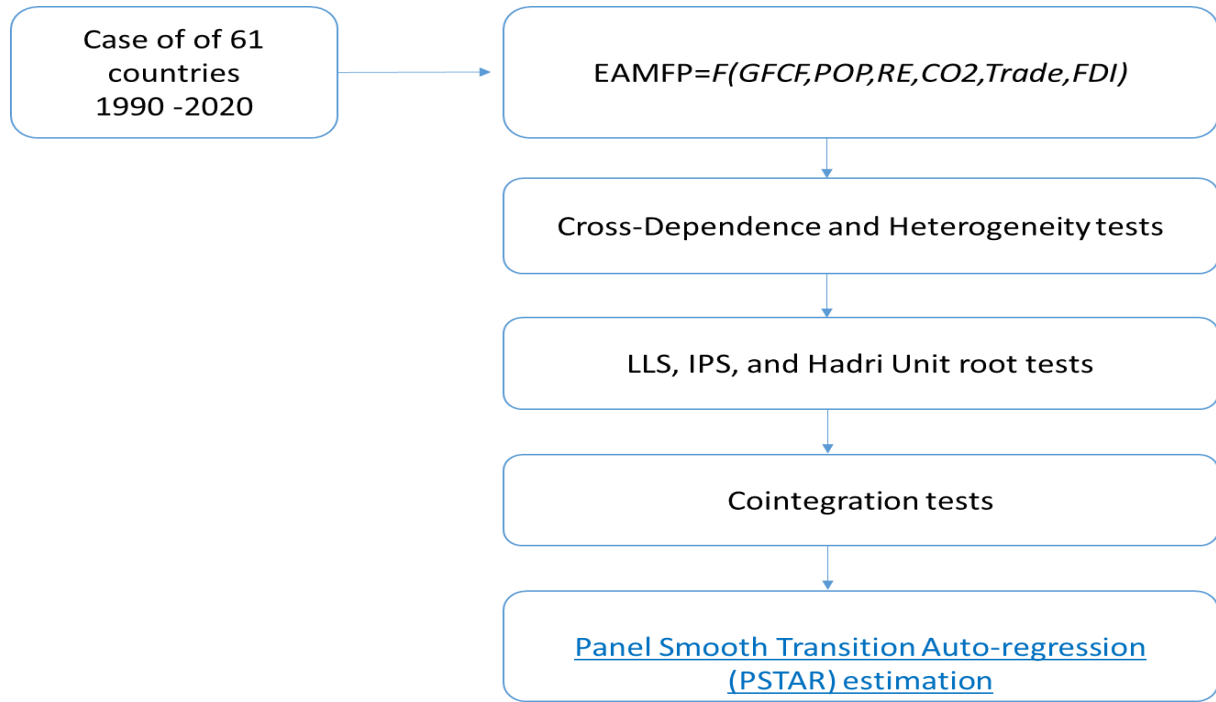 Case of of 61
countries
1990 -2020
EAMFP=F(GFCF,POP,RE,CO2,Trade,FDI)
Cross-Dependence and Heterogeneity tests
LLS, IPS, and Hadri Unit root tests
Cointegration tests
Panel Smooth Transition Auto-regression
(PSTAR) estimation